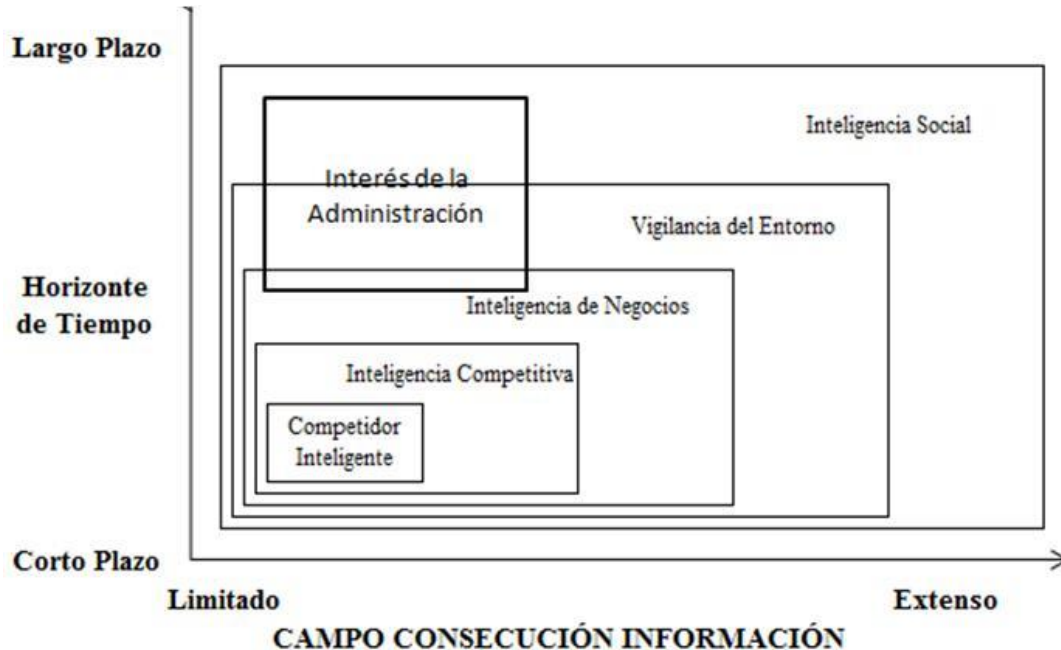 Largo Plazo
Inteligencia Social
Interés de la
Administración
Vigilancia del Entorno
Horizonte
de Tiempo
Inteligencia de Negocios
Inteligencia Competitiva
Competidor
Inteligente
Corto Plazo
Limitado
Extenso
CAMPO CONSECUCIÓN INFORMACIÓN